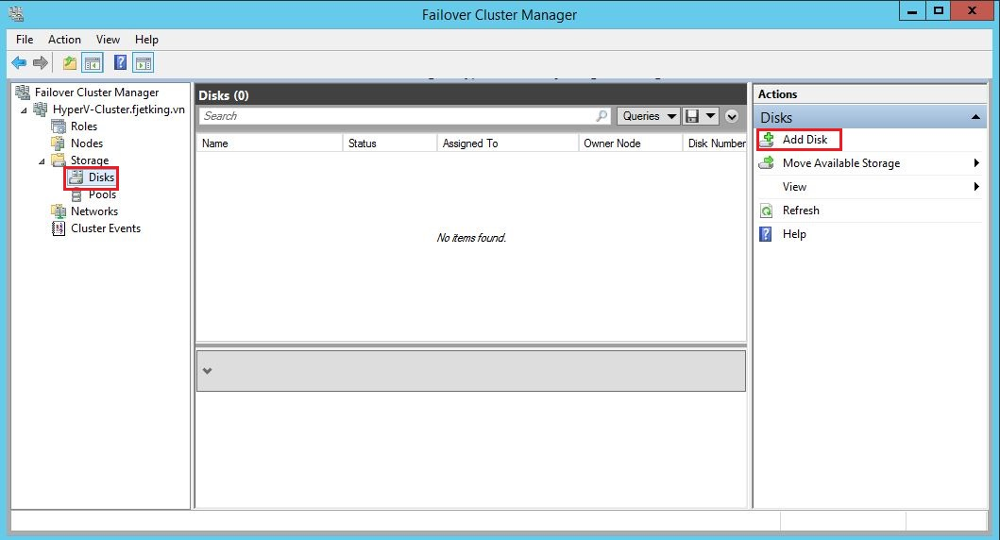 Failover Cluster Manager
File Action View Help
Failover Cluster Manager
HyperV-Cluster.fjetking.vn
Roles
Nodes
Storage
Disks
Pools
Networks
Cluster Events
Disks (0)
Search
Queries
Name Status Assigned To Owner Node Disk Number
No items found.
Actions
Disks
Add Disk
Move Available Storage
View
Refresh
Help